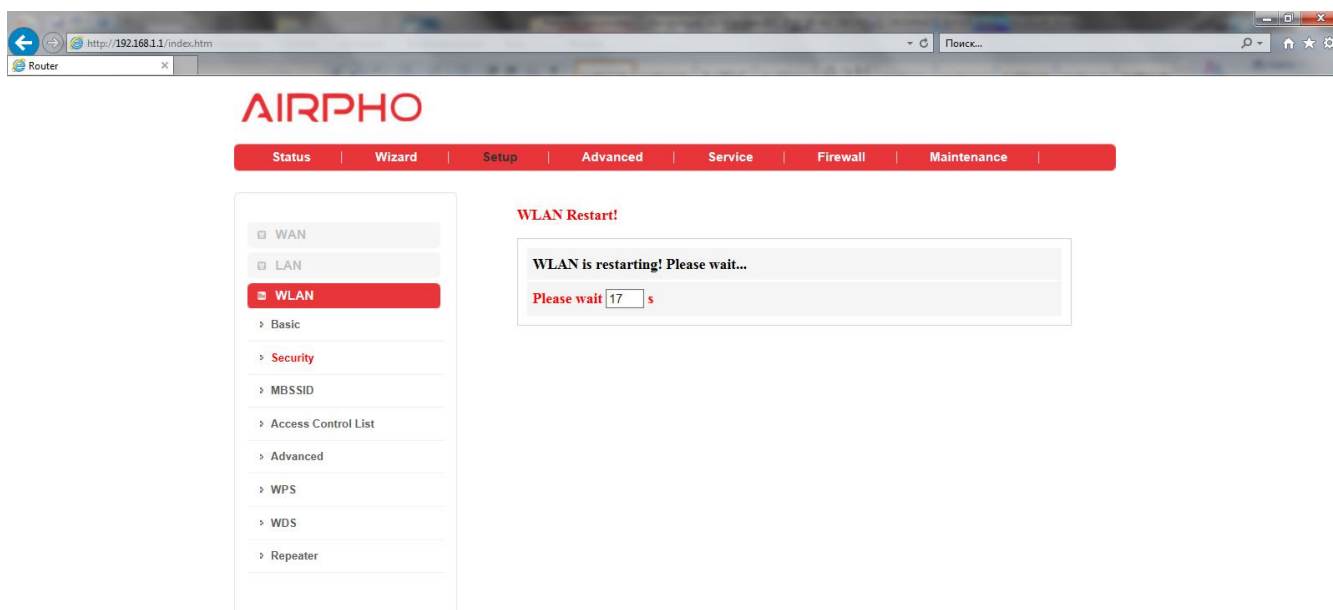 http://192.168.1.1/index.htm
Поиск...
Router
AIRPHO
Status | Wizard | Setup | Advanced | Service | Firewall | Maintenance |
WAN
LAN
WLAN
Basic
Security
MBSSID
Access Control List
Advanced
WPS
WDS
Repeater
WLAN Restart!
WLAN is restarting! Please wait...
Please wait 17 s